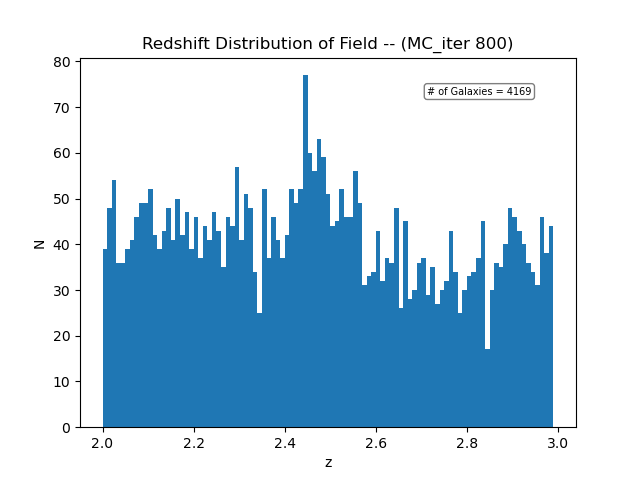 Redshift Distribution of Field -- (MC_iter 800)
# of Galaxies = 4169
80
70
60
50
40
30
20
10
0
N
2.0 2.2 2.4 2.6 2.8 3.0
z